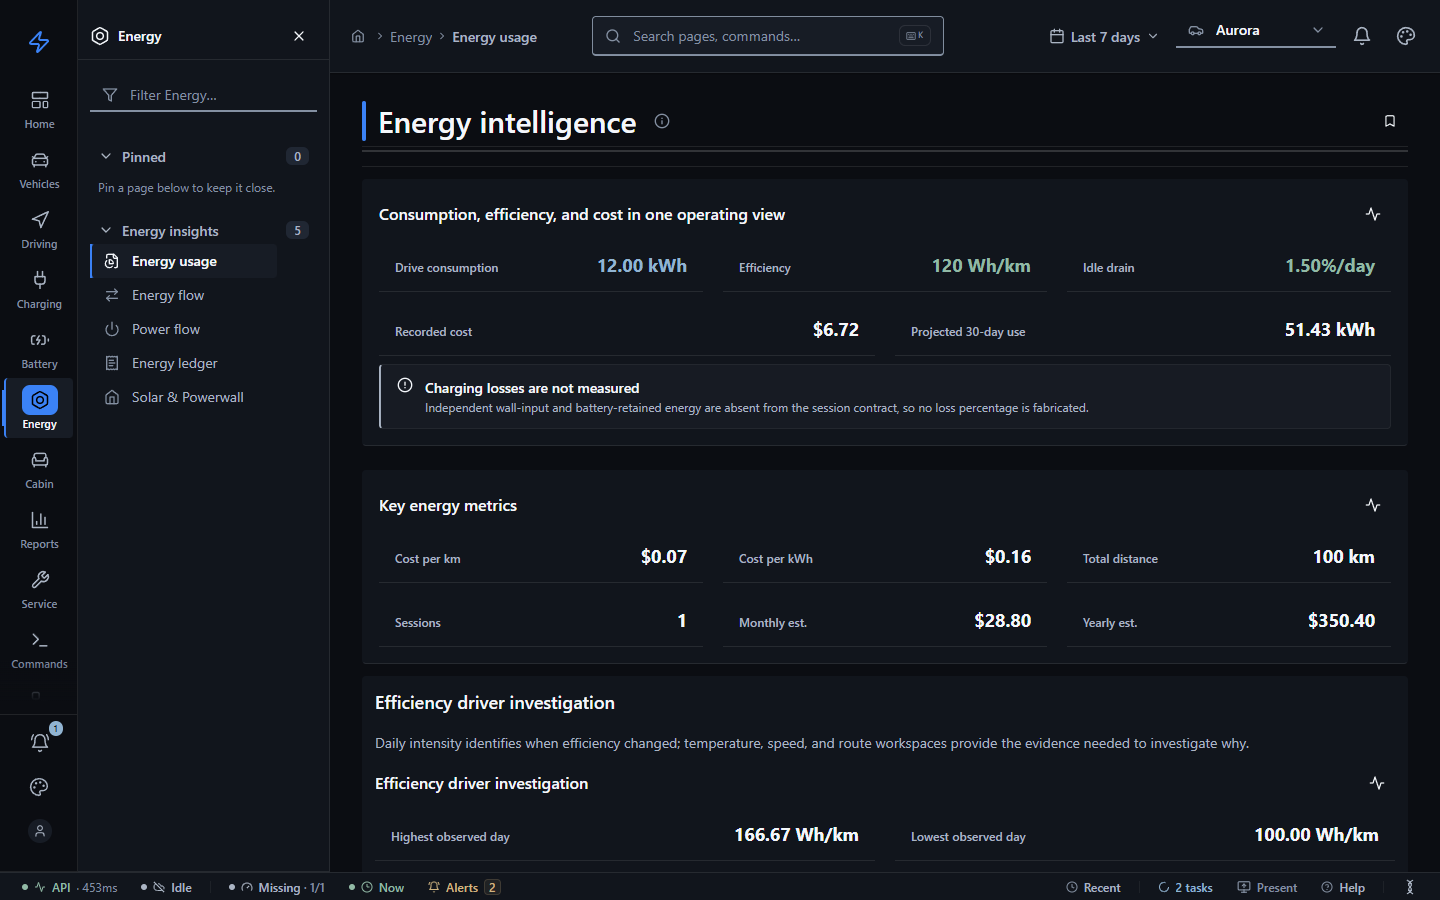 Energy
Energy
Energy usage
Search pages, commands...
K
Last 7 days
Aurora
Home
Vehicles
Driving
Charging
Battery
Energy
Cabin
Reports
Service
Commands
1
Filter Energy...
Pinned
0
Pin a page below to keep it close.
Energy insights
5
Energy usage
Energy flow
Power flow
Energy ledger
Solar & Powerwall
Energy intelligence
Consumption, efficiency, and cost in one operating view
Drive consumption 12.00 kWh
Efficiency 120 Wh/km
Idle drain 1.50%/day
Recorded cost $6.72
Projected 30-day use 51.43 kWh
Charging losses are not measured
Independent wall-input and battery-retained energy are absent from the session contract, so no loss percentage is fabricated.
Key energy metrics
Cost per km $0.07
Cost per kWh $0.16
Total distance 100 km
Sessions 1
Monthly est. $28.80
Yearly est. $350.40
Efficiency driver investigation
Daily intensity identifies when efficiency changed; temperature, speed, and route workspaces provide the evidence needed to investigate why.
Efficiency driver investigation
Highest observed day 166.67 Wh/km
Lowest observed day 100.00 Wh/km
API · 453ms
Idle
Missing · 1/1
Now
Alerts 2
Recent
2 tasks
Present
Help